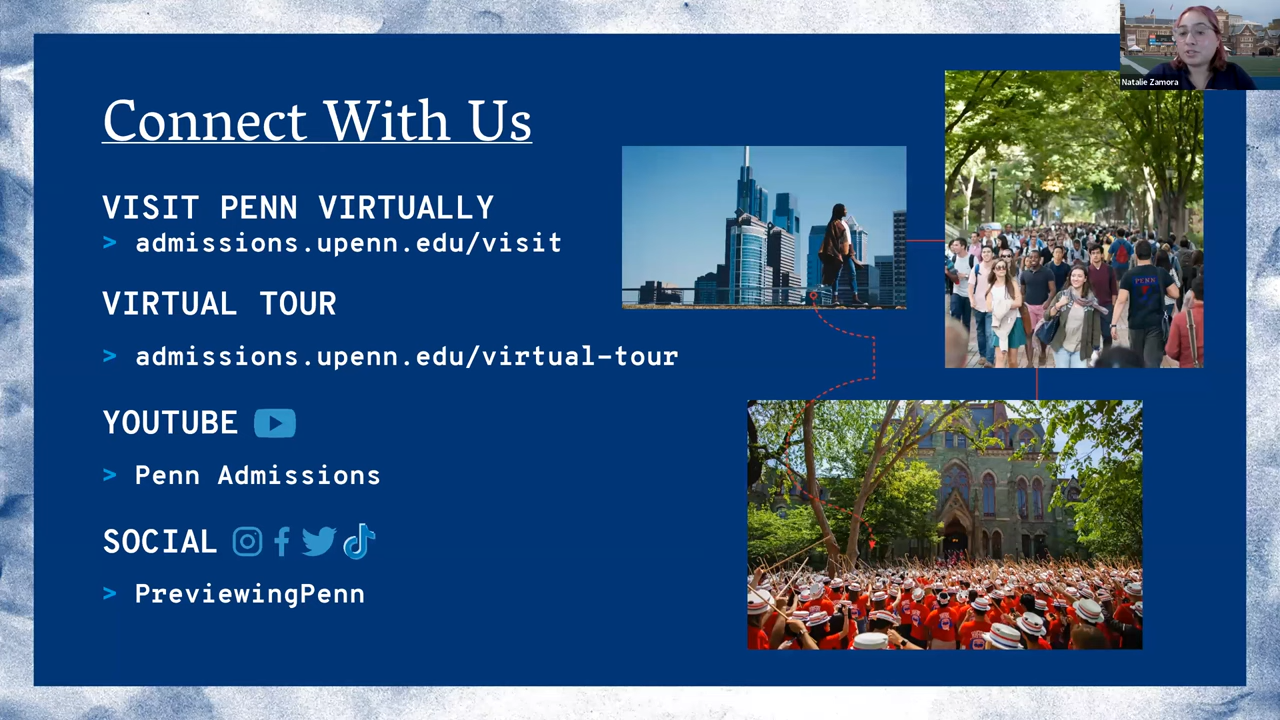 Natalie Zamora
Connect With Us
VISIT PENN VIRTUALLY
> admissions.upenn.edu/visit
VIRTUAL TOUR
> admissions.upenn.edu/virtual-tour
YOUTUBE
> Penn Admissions
SOCIAL
> PreviewingPenn
PENN